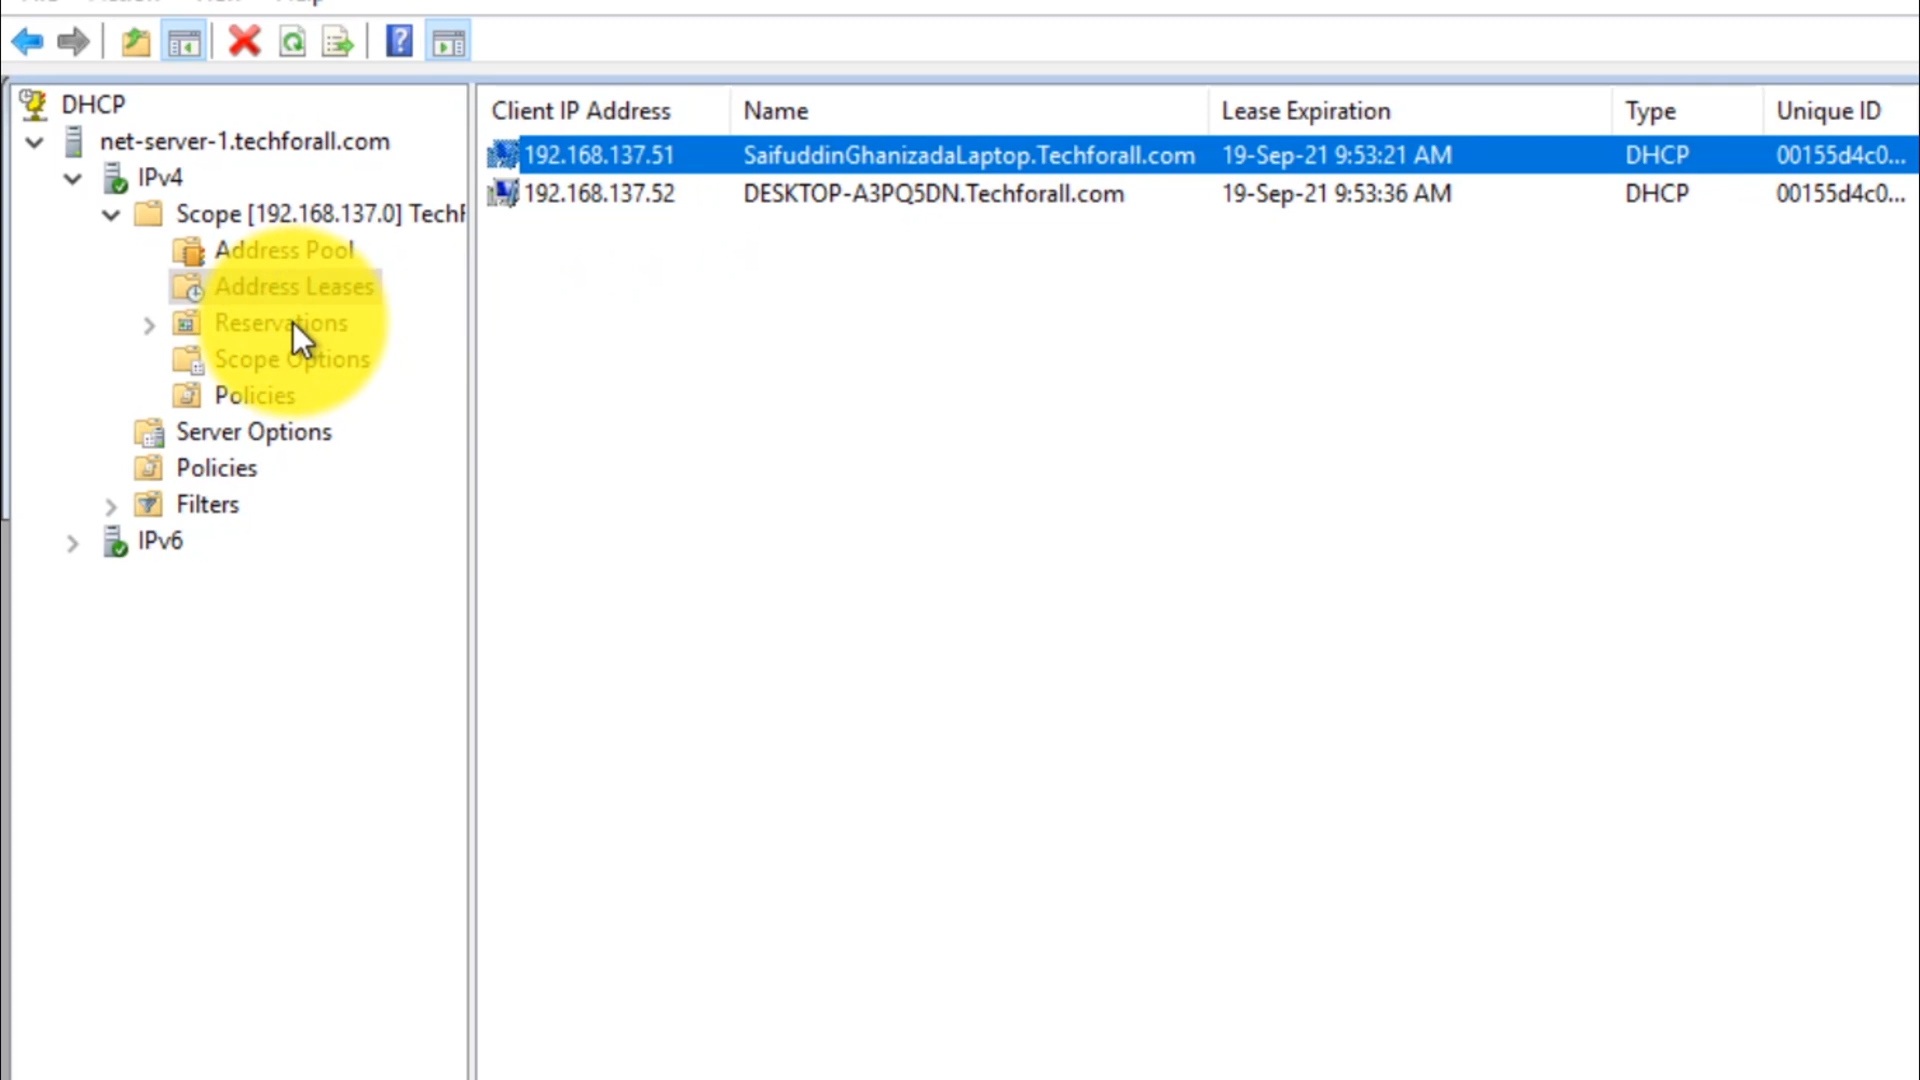 DHCP
net-server-1.techforall.com
IPv4
Scope [192.168.137.0] TechF
Address Pool
Address Leases
Reservations
Scope Options
Policies
Server Options
Policies
Filters
IPv6
Client IP Address Name Lease Expiration Type Unique ID
192.168.137.51 SaifuddinGhanizadaLaptop.Techforall.com 19-Sep-21 9:53:21 AM DHCP 00155d4c0...
192.168.137.52 DESKTOP-A3PQ5DN.Techforall.com 19-Sep-21 9:53:36 AM DHCP 00155d4c0...